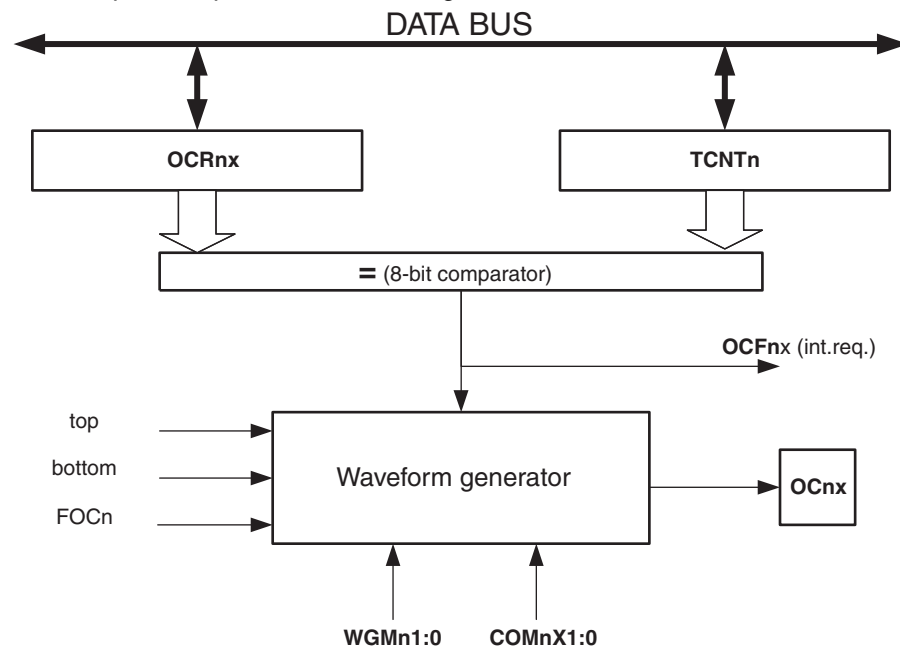 DATA BUS
OCRnx
TCNTn
= (8-bit comparator)
OCFnx (int.req.)
top
bottom
FOCn
Waveform generator
OCnx
WGMn1:0
COMnX1:0